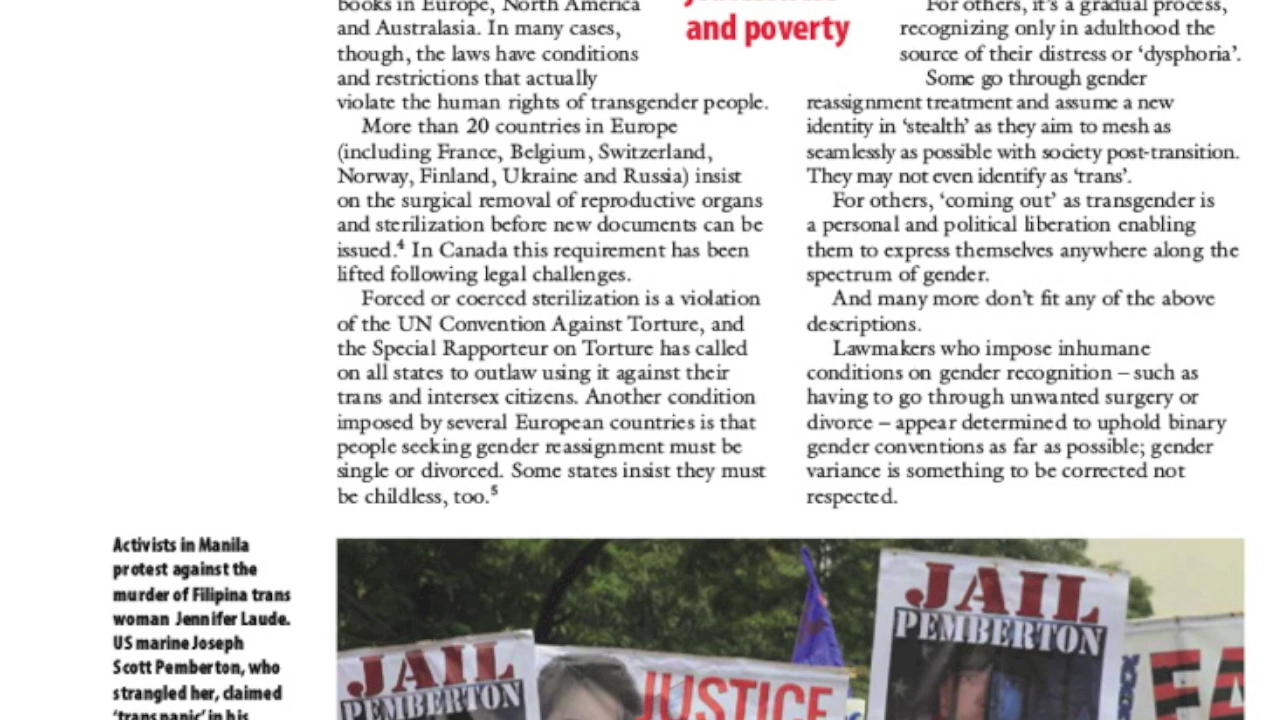 books in Europe, North America
and Australasia. In many cases,
though, the laws have conditions
and restrictions that actually
violate the human rights of transgender people.
More than 20 countries in Europe
(including France, Belgium, Switzerland,
Norway, Finland, Ukraine and Russia) insist
on the surgical removal of reproductive organs
and sterilization before new documents can be
issued.⁴ In Canada this requirement has been
lifted following legal challenges.
Forced or coerced sterilization is a violation
of the UN Convention Against Torture, and
the Special Rapporteur on Torture has called
on all states to outlaw using it against their
trans and intersex citizens. Another condition
imposed by several European countries is that
people seeking gender reassignment must be
single or divorced. Some states insist they must
be childless, too.⁵
and poverty
For others, it's a gradual process,
recognizing only in adulthood the
source of their distress or ‘dysphoria’.
Some go through gender
reassignment treatment and assume a new
identity in ‘stealth’ as they aim to mesh as
seamlessly as possible with society post-transition.
They may not even identify as ‘trans’.
For others, ‘coming out’ as transgender is
a personal and political liberation enabling
them to express themselves anywhere along the
spectrum of gender.
And many more don’t fit any of the above
descriptions.
Lawmakers who impose inhumane
conditions on gender recognition – such as
having to go through unwanted surgery or
divorce – appear determined to uphold binary
gender conventions as far as possible; gender
variance is something to be corrected not
respected.
Activists in Manila
protest against the
murder of Filipina trans
woman Jennifer Laude.
US marine Joseph
Scott Pemberton, who
strangled her, claimed
‘trans panic’ in his
JAIL
PEMBERTON
JUSTICE
JAIL
PEMBERTON